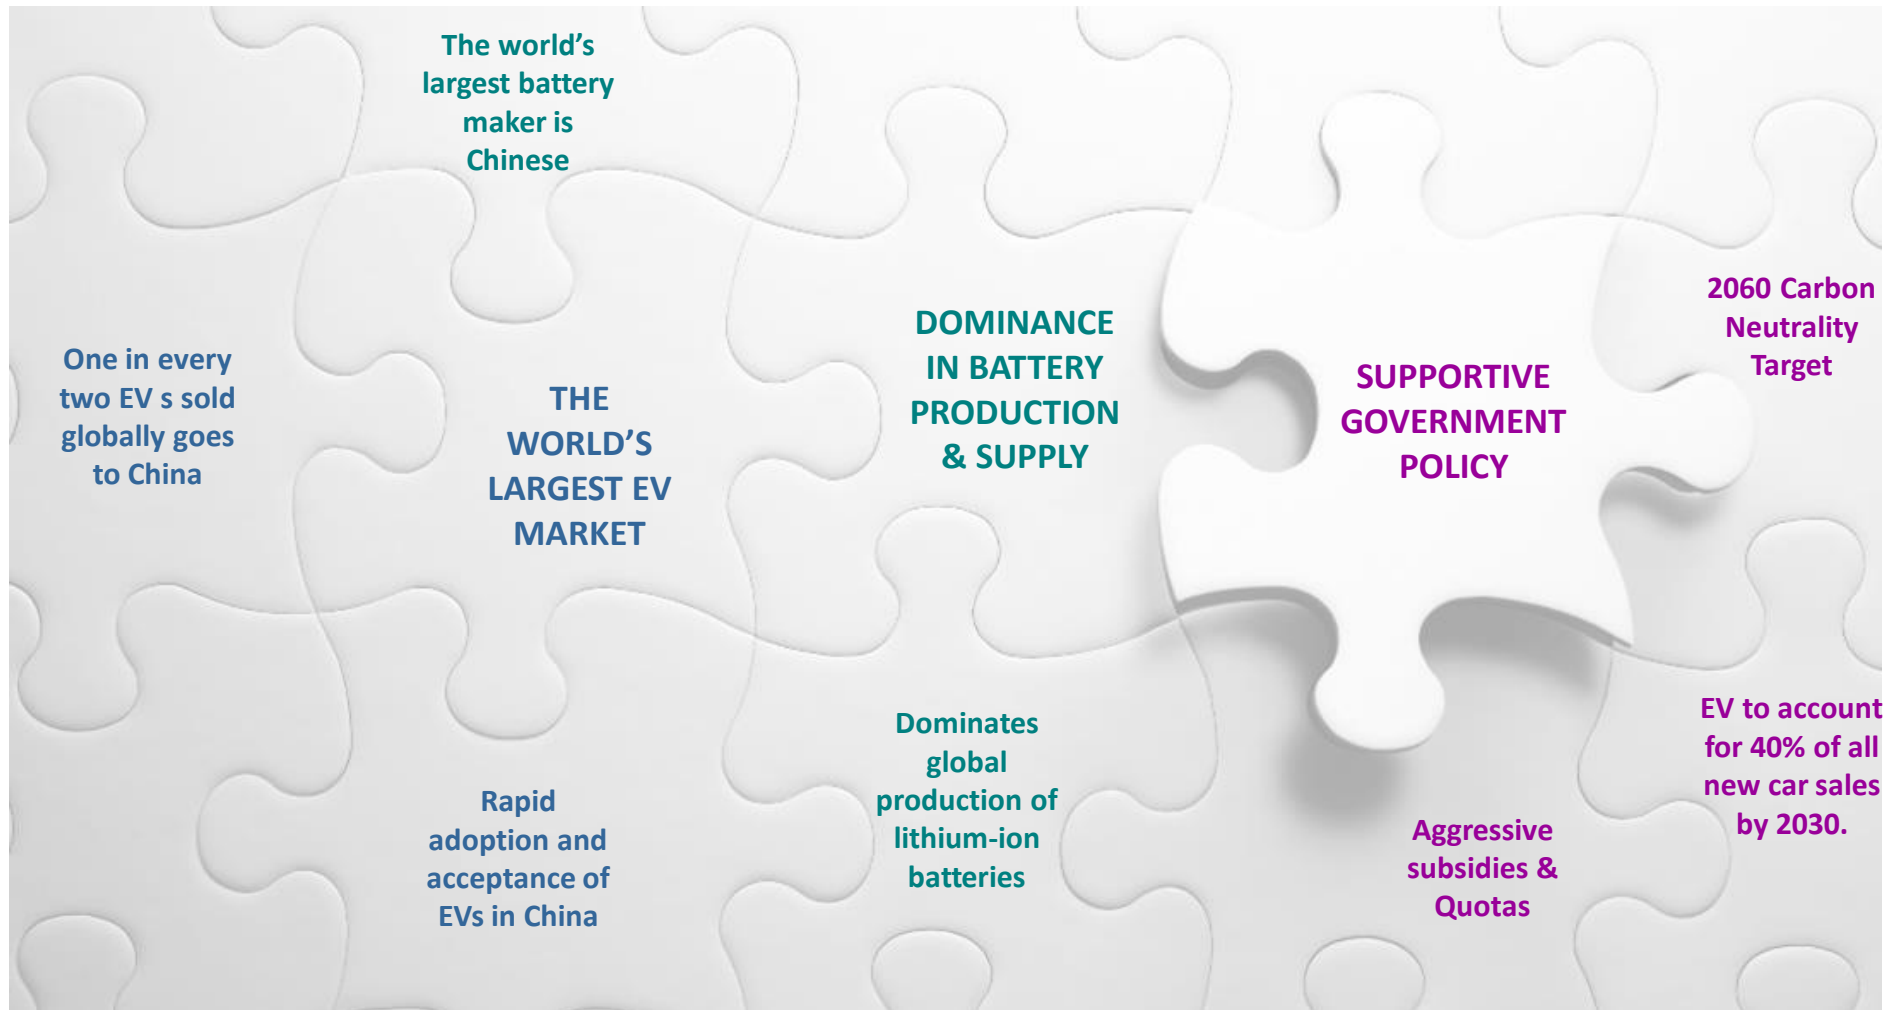 The world’s
largest battery
maker is
Chinese
One in every
two EV s sold
globally goes
to China
THE
WORLD’S
LARGEST EV
MARKET
Rapid
adoption and
acceptance of
EVs in China
DOMINANCE
IN BATTERY
PRODUCTION
& SUPPLY
Dominates
global
production of
lithium-ion
batteries
SUPPORTIVE
GOVERNMENT
POLICY
2060 Carbon
Neutrality
Target
Aggressive
subsidies &
Quotas
EV to account
for 40% of all
new car sales
by 2030.